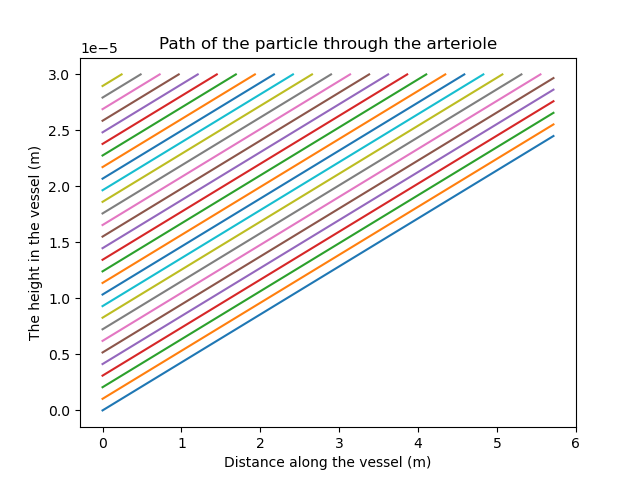 Path of the particle through the arteriole
1e−5
3.0
2.5
2.0
1.5
1.0
0.5
0.0
The height in the vessel (m)
0 1 2 3 4 5 6
Distance along the vessel (m)